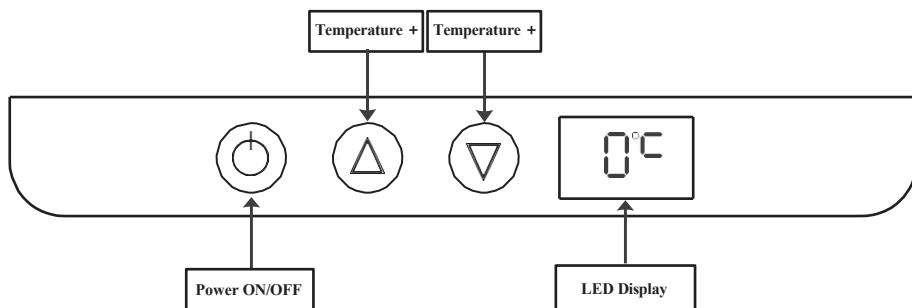 Temperature +
Temperature +
0°C
Power ON/OFF
LED Display